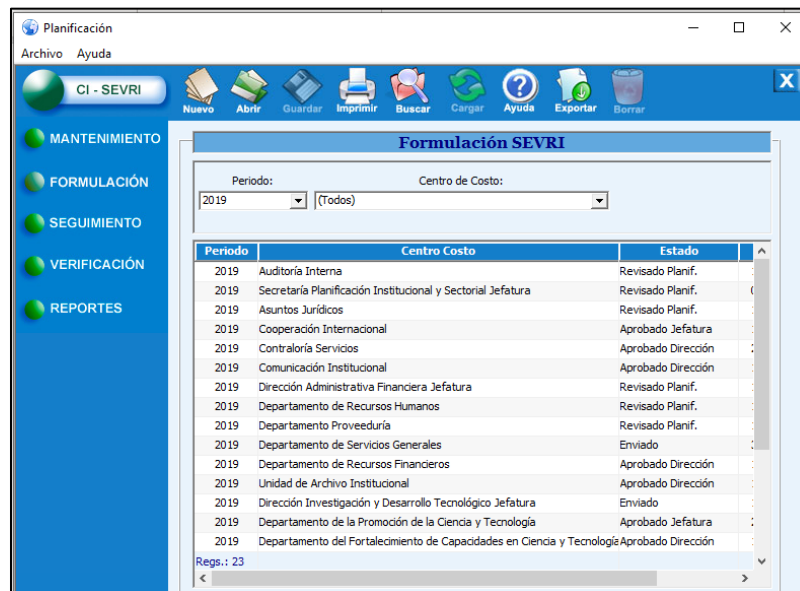 Planificación
Archivo Ayuda
CI - SEVRI
Nuevo Abrir Guardar Imprimir Buscar Cargar Ayuda Exportar Borrar
X
MANTENIMIENTO
FORMULACIÓN
SEGUIMIENTO
VERIFICACIÓN
REPORTES
Formulación SEVRI
Periodo: Centro de Costo:
2019 (Todos)
Periodo Centro Costo Estado
2019 Auditoría Interna Revisado Planif.
2019 Secretaría Planificación Institucional y Sectorial Jefatura Revisado Planif.
2019 Asuntos Jurídicos Revisado Planif.
2019 Cooperación Internacional Aprobado Jefatura
2019 Contraloría Servicios Aprobado Dirección
2019 Comunicación Institucional Aprobado Dirección
2019 Dirección Administrativa Financiera Jefatura Revisado Planif.
2019 Departamento de Recursos Humanos Revisado Planif.
2019 Departamento Proveeduría Revisado Planif.
2019 Departamento de Servicios Generales Enviado
2019 Departamento de Recursos Financieros Aprobado Dirección
2019 Unidad de Archivo Institucional Aprobado Dirección
2019 Dirección Investigación y Desarrollo Tecnológico Jefatura Enviado
2019 Departamento de la Promoción de la Ciencia y Tecnología Aprobado Jefatura
2019 Departamento del Fortalecimiento de Capacidades en Ciencia y Tecnología Aprobado Dirección
Regs.: 23